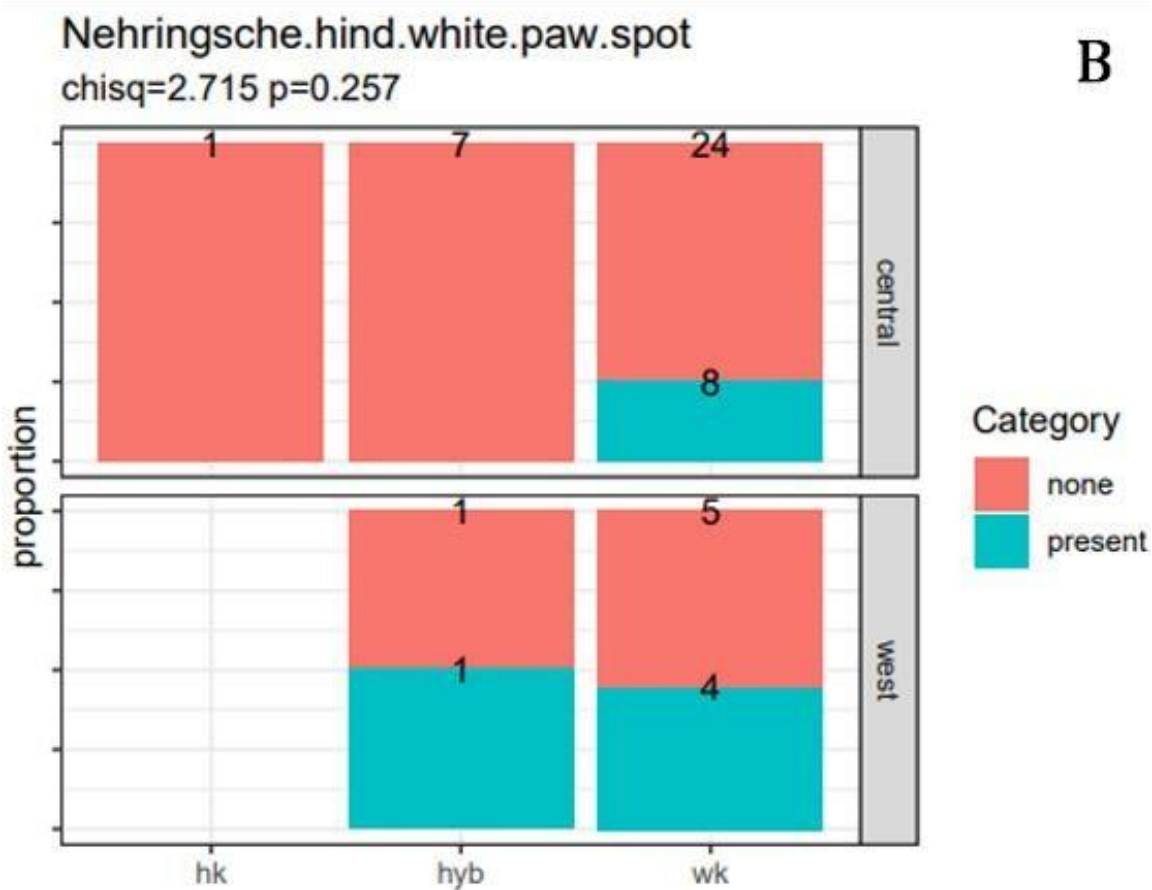 Nehringsche.hind.white.paw.spot
B
chisq=2.715 p=0.257
1 7 24
8
central
1 5
1 4
west
proportion
hk hyb wk
Category
none
present